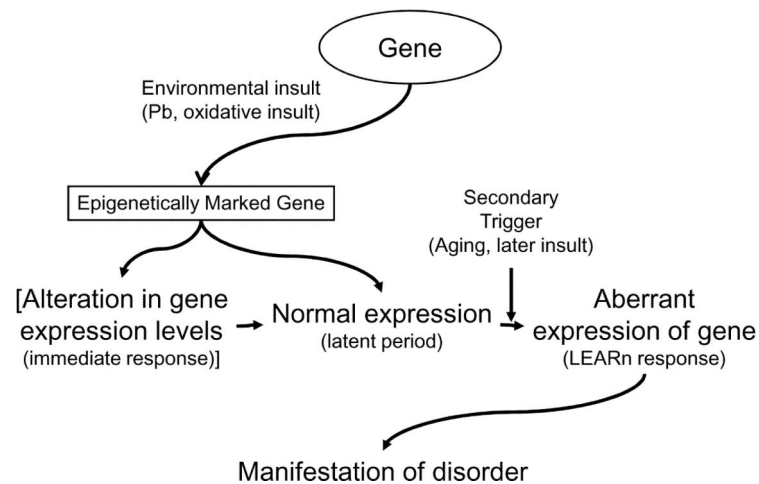 Gene
Environmental insult
(Pb, oxidative insult)
Epigenetically Marked Gene
Secondary
Trigger
(Aging, later insult)
[Alteration in gene
expression levels
(immediate response)]
Normal expression
(latent period)
Aberrant
expression of gene
(LEARn response)
Manifestation of disorder